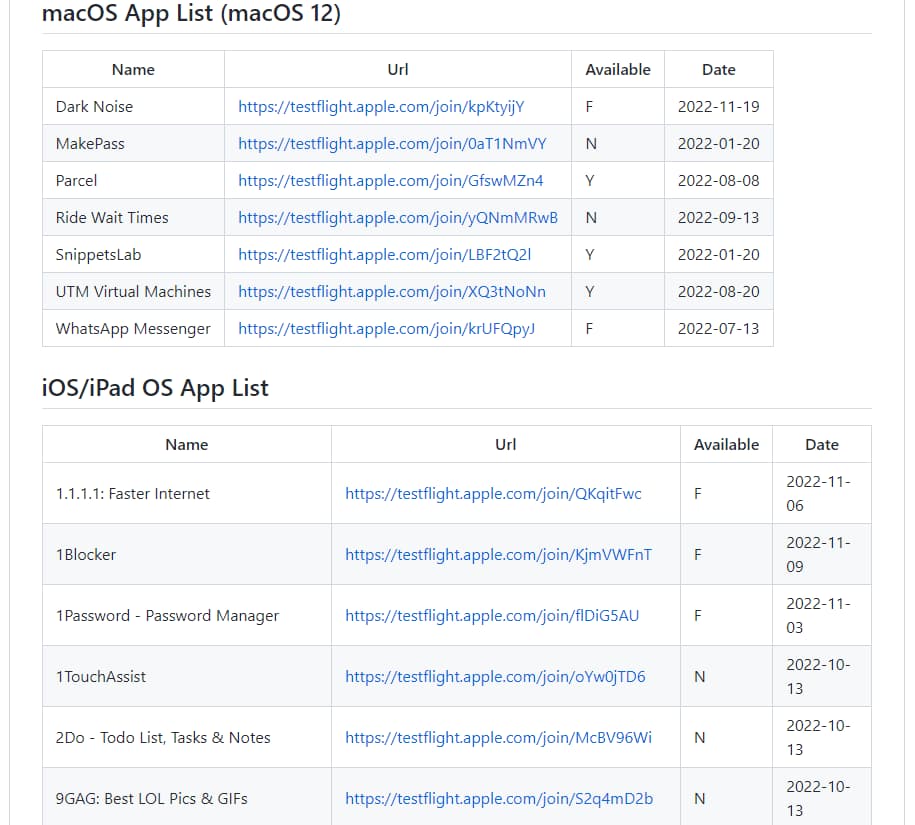 macOS App List (macOS 12)
Name Url Available Date
Dark Noise https://testflight.apple.com/join/kpKtyijY F 2022-11-19
MakePass https://testflight.apple.com/join/0aT1NmVY N 2022-01-20
Parcel https://testflight.apple.com/join/GfswMZn4 Y 2022-08-08
Ride Wait Times https://testflight.apple.com/join/yQNmMRwB N 2022-09-13
SnippetsLab https://testflight.apple.com/join/LBF2tQ2l Y 2022-01-20
UTM Virtual Machines https://testflight.apple.com/join/XQ3tNoNn Y 2022-08-20
WhatsApp Messenger https://testflight.apple.com/join/krUFQpyJ F 2022-07-13
iOS/iPad OS App List
Name Url Available Date
1.1.1.1: Faster Internet https://testflight.apple.com/join/QKqitFwc F 2022-11-
06
1Blocker https://testflight.apple.com/join/KjmVWFnT F 2022-11-
09
1Password - Password Manager https://testflight.apple.com/join/flDiG5AU F 2022-11-
03
1TouchAssist https://testflight.apple.com/join/oYw0jTD6 N 2022-10-
13
2Do - Todo List, Tasks & Notes https://testflight.apple.com/join/McBV96Wi N 2022-10-
13
9GAG: Best LOL Pics & GIFs https://testflight.apple.com/join/S2q4mD2b N 2022-10-
13